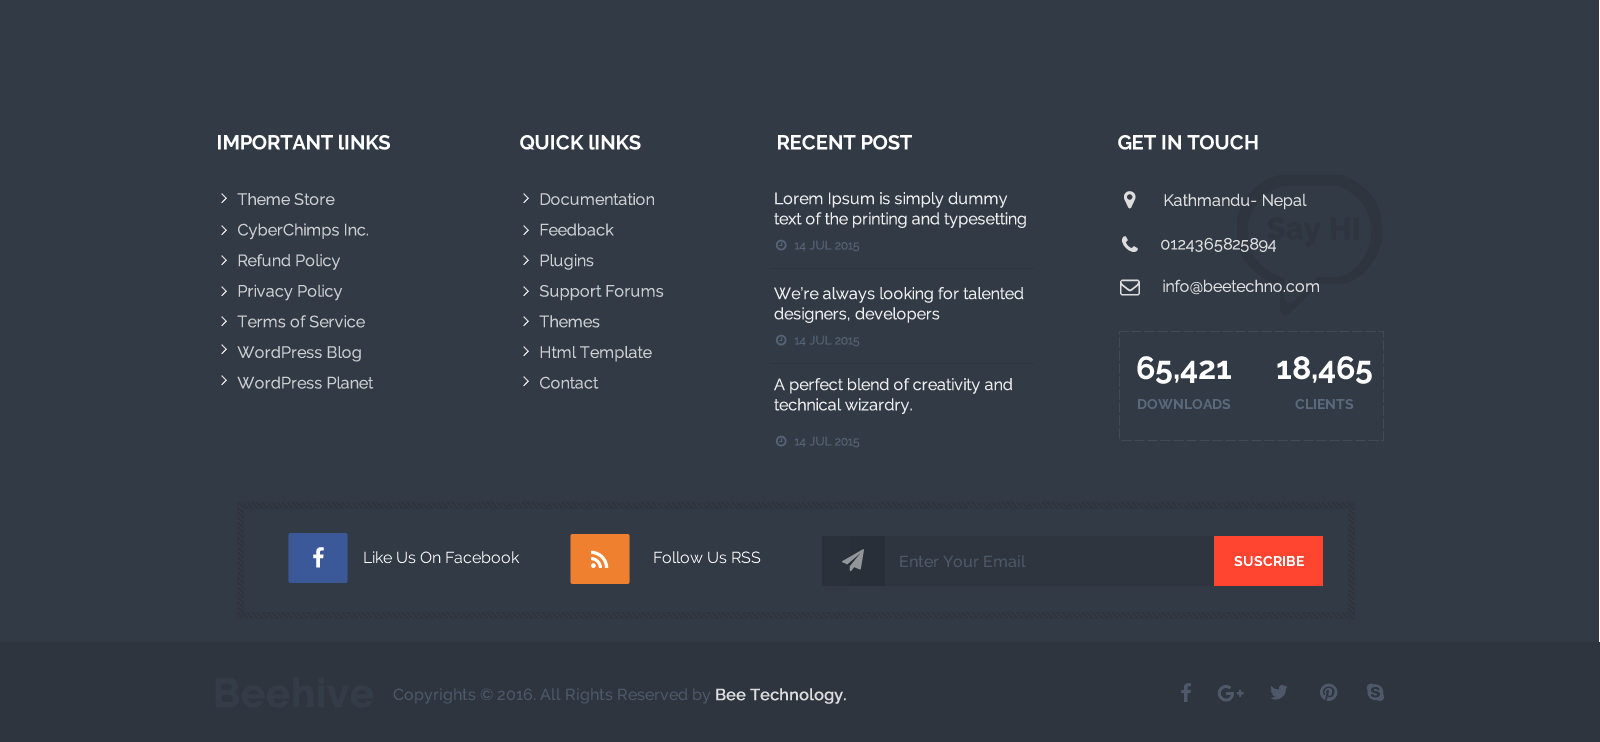 IMPORTANT lINKS
Theme Store
CyberChimps Inc.
Refund Policy
Privacy Policy
Terms of Service
WordPress Blog
WordPress Planet
QUICK lINKS
Documentation
Feedback
Plugins
Support Forums
Themes
Html Template
Contact
RECENT POST
Lorem Ipsum is simply dummy
text of the printing and typesetting
14 JUL 2015
We're always looking for talented
designers, developers
14 JUL 2015
A perfect blend of creativity and
technical wizardry.
14 JUL 2015
GET IN TOUCH
Kathmandu- Nepal
Say HI
0124365825894
info@beetechno.com
65,421
DOWNLOADS
18,465
CLIENTS
Like Us On Facebook
Follow Us RSS
Enter Your Email
SUSCRIBE
Beehive
Copyrights © 2016. All Rights Reserved by Bee Technology.